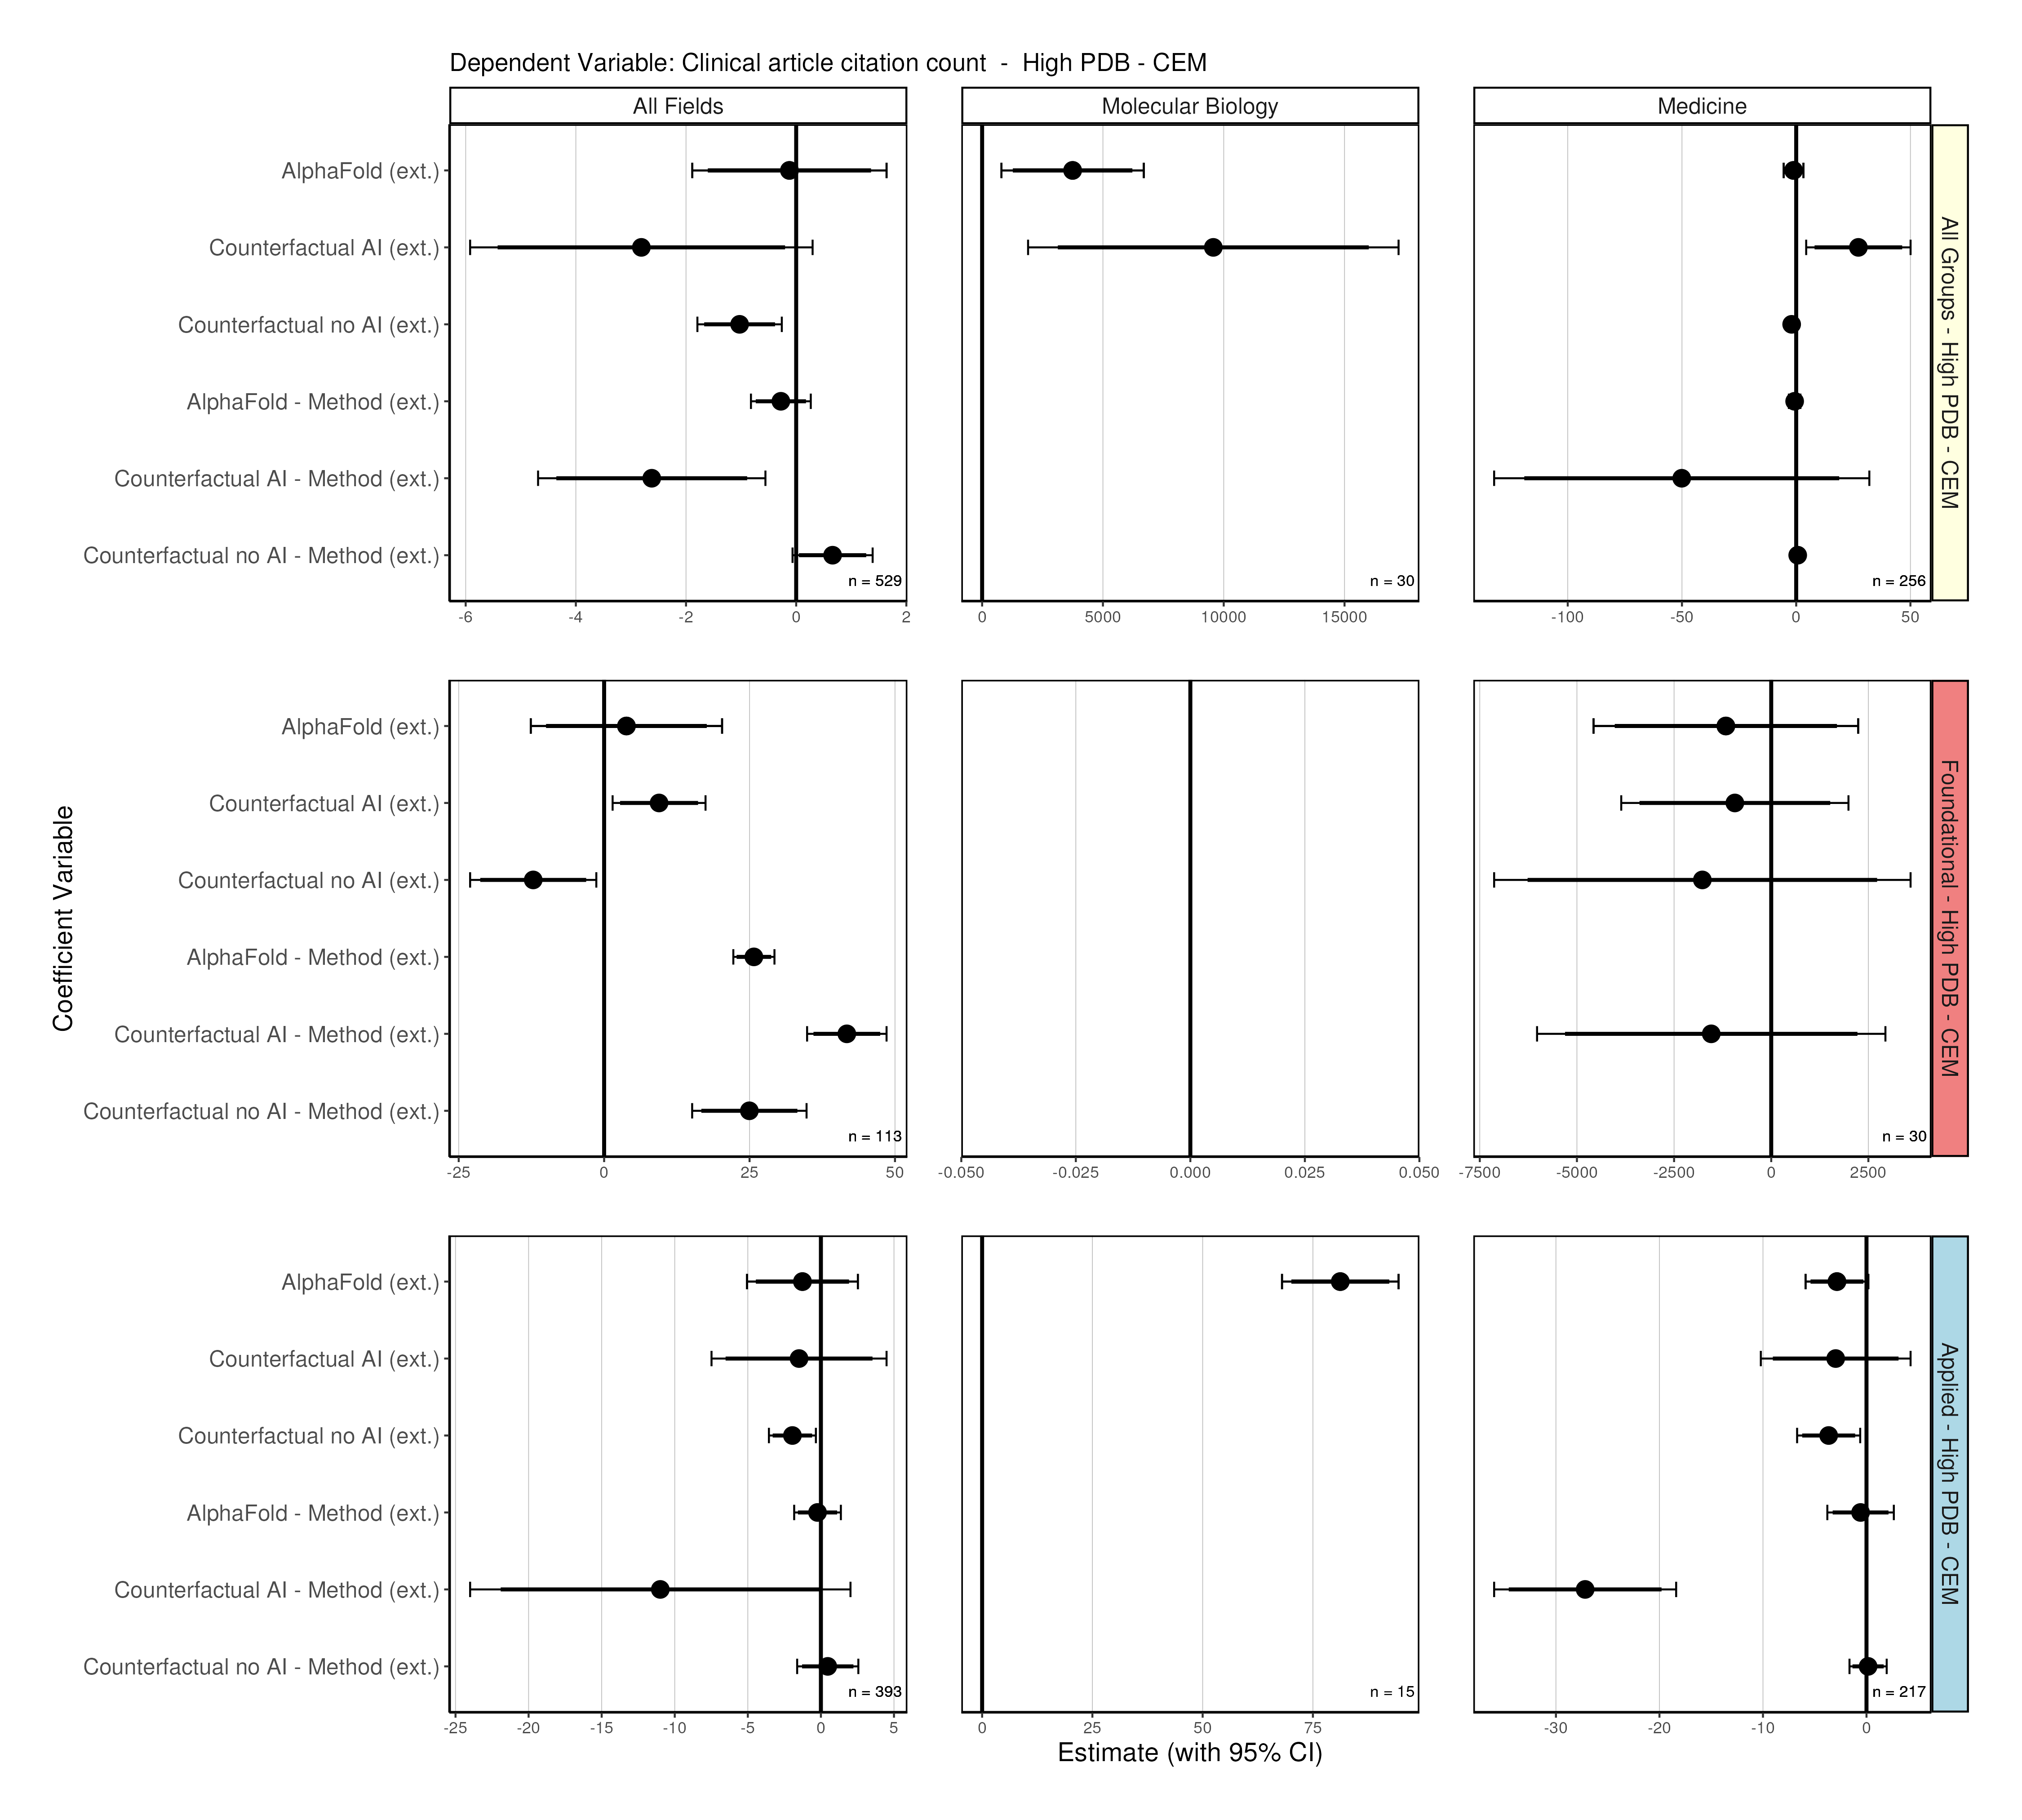 Dependent Variable: Clinical article citation count - High PDB - CEM
All Fields
Molecular Biology
Medicine
AlphaFold (ext.)
Counterfactual AI (ext.)
Counterfactual no AI (ext.)
AlphaFold - Method (ext.)
Counterfactual AI - Method (ext.)
Counterfactual no AI - Method (ext.)
n = 529
n = 30
n = 256
All Groups - High PDB - CEM
-6 -4 -2 0 2
0 5000 10000 15000
-100 -50 0 50
Coefficient Variable
AlphaFold (ext.)
Counterfactual AI (ext.)
Counterfactual no AI (ext.)
AlphaFold - Method (ext.)
Counterfactual AI - Method (ext.)
Counterfactual no AI - Method (ext.)
n = 113
n = 30
Foundational - High PDB - CEM
-25 0 25 50
-0.050 -0.025 0.000 0.025 0.050
-7500 -5000 -2500 0 2500
AlphaFold (ext.)
Counterfactual AI (ext.)
Counterfactual no AI (ext.)
AlphaFold - Method (ext.)
Counterfactual AI - Method (ext.)
Counterfactual no AI - Method (ext.)
n = 393
n = 15
n = 217
Applied - High PDB - CEM
-25 -20 -15 -10 -5 0 5
0 25 50 75
-30 -20 -10 0
Estimate (with 95% CI)